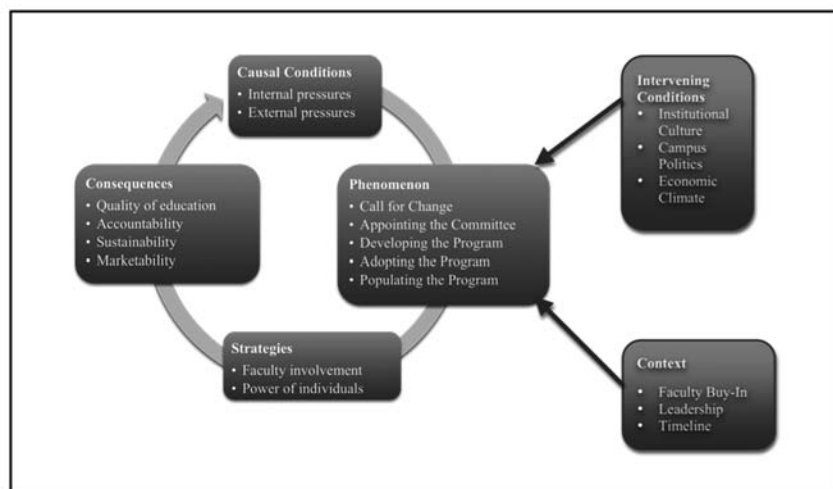 Causal Conditions
• Internal pressures
• External pressures
Intervening
Conditions
• Institutional
Culture
• Campus
Politics
• Economic
Climate
Consequences
• Quality of education
• Accountability
• Sustainability
• Marketability
Phenomenon
• Call for Change
• Appointing the Committee
• Developing the Program
• Adopting the Program
• Populating the Program
Strategies
• Faculty involvement
• Power of individuals
Context
• Faculty Buy-In
• Leadership
• Timeline